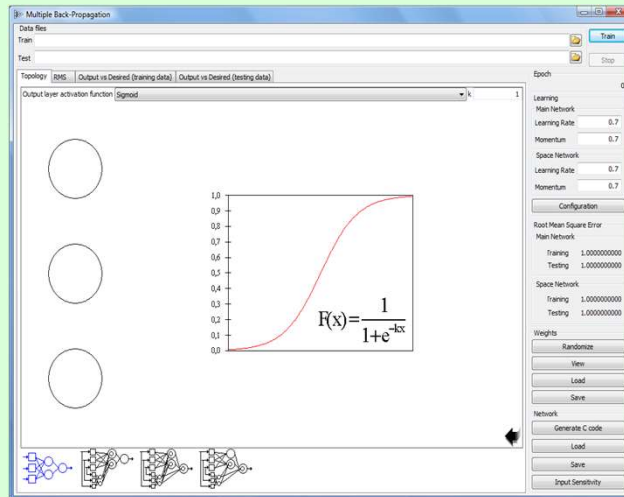 Multiple Back-Propagation
Data files
Train
Train
Test
Stop
Topology RMS Output vs Desired (training data) Output vs Desired (testing data)
Output layer activation function Sigmoid k 1
1,0
0,9
0,8
0,7
0,6
0,5
0,4
0,3
0,2
0,1
0,0
F(x)=1/1+e^-kx
Epoch
0
Learning
Main Network
Learning Rate 0.7
Momentum 0.7
Space Network
Learning Rate 0.7
Momentum 0.7
Configuration
Root Mean Square Error
Main Network
Training 1.0000000000
Testing 1.0000000000
Space Network
Training 1.0000000000
Testing 1.0000000000
Weights
Randomize
View
Load
Save
Network
Generate C code
Load
Save
Input Sensitivity